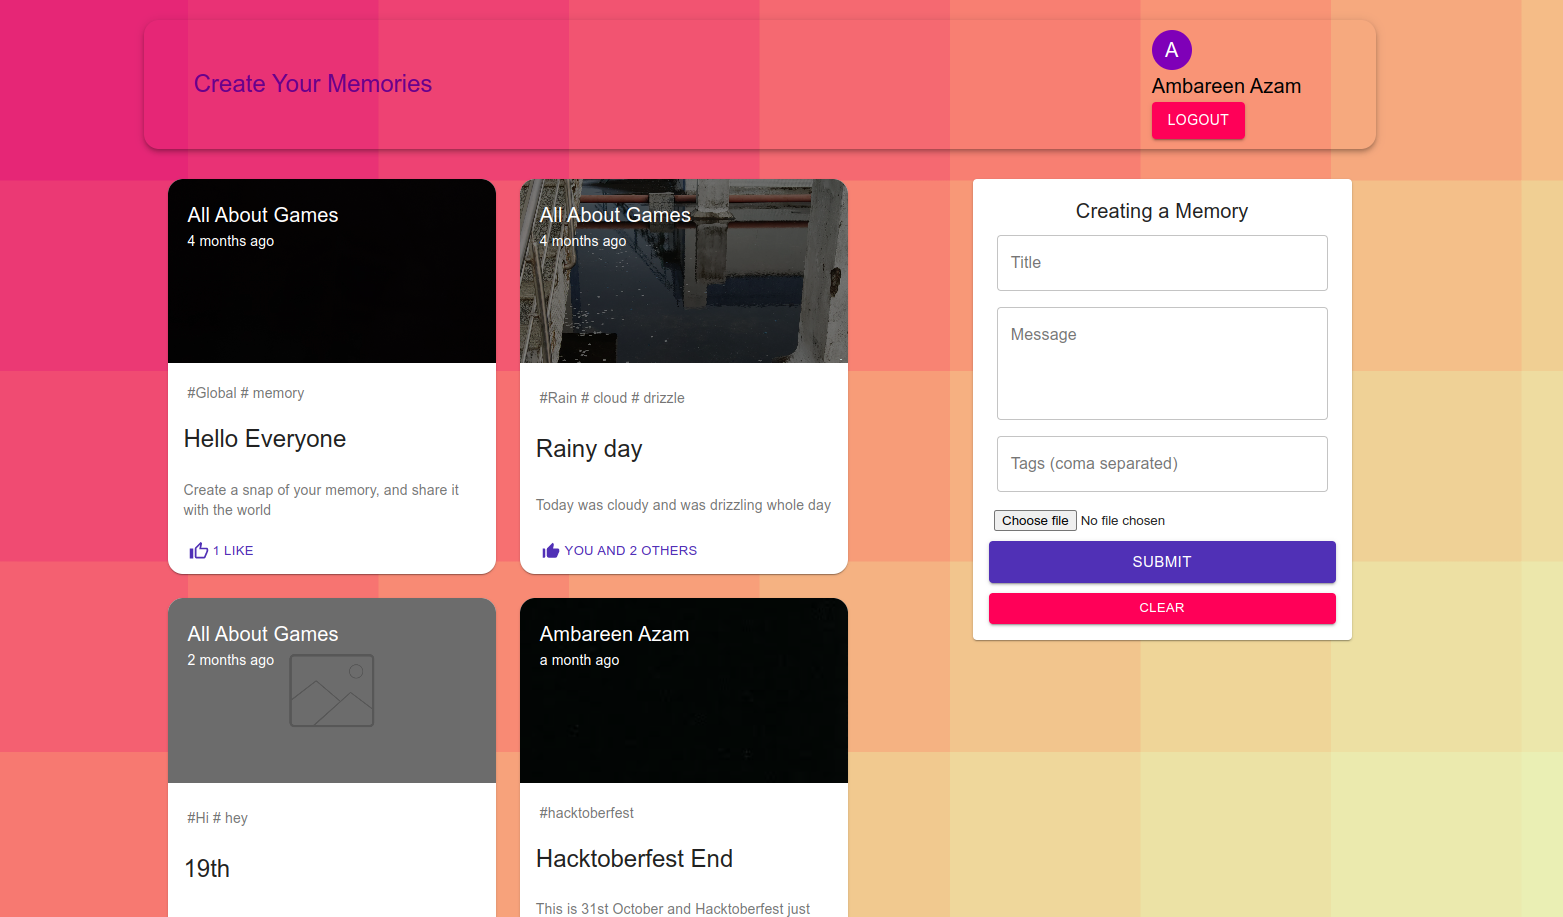 Create Your Memories
A
Ambareen Azam
LOGOUT
All About Games
4 months ago
#Global # memory
Hello Everyone
Create a snap of your memory, and share it
with the world
1 LIKE
All About Games
4 months ago
#Rain # cloud # drizzle
Rainy day
Today was cloudy and was drizzling whole day
YOU AND 2 OTHERS
All About Games
2 months ago
#Hi # hey
19th
Ambareen Azam
a month ago
#hacktoberfest
Hacktoberfest End
This is 31st October and Hacktoberfest just
Creating a Memory
Title
Message
Tags (coma separated)
Choose file No file chosen
SUBMIT
CLEAR